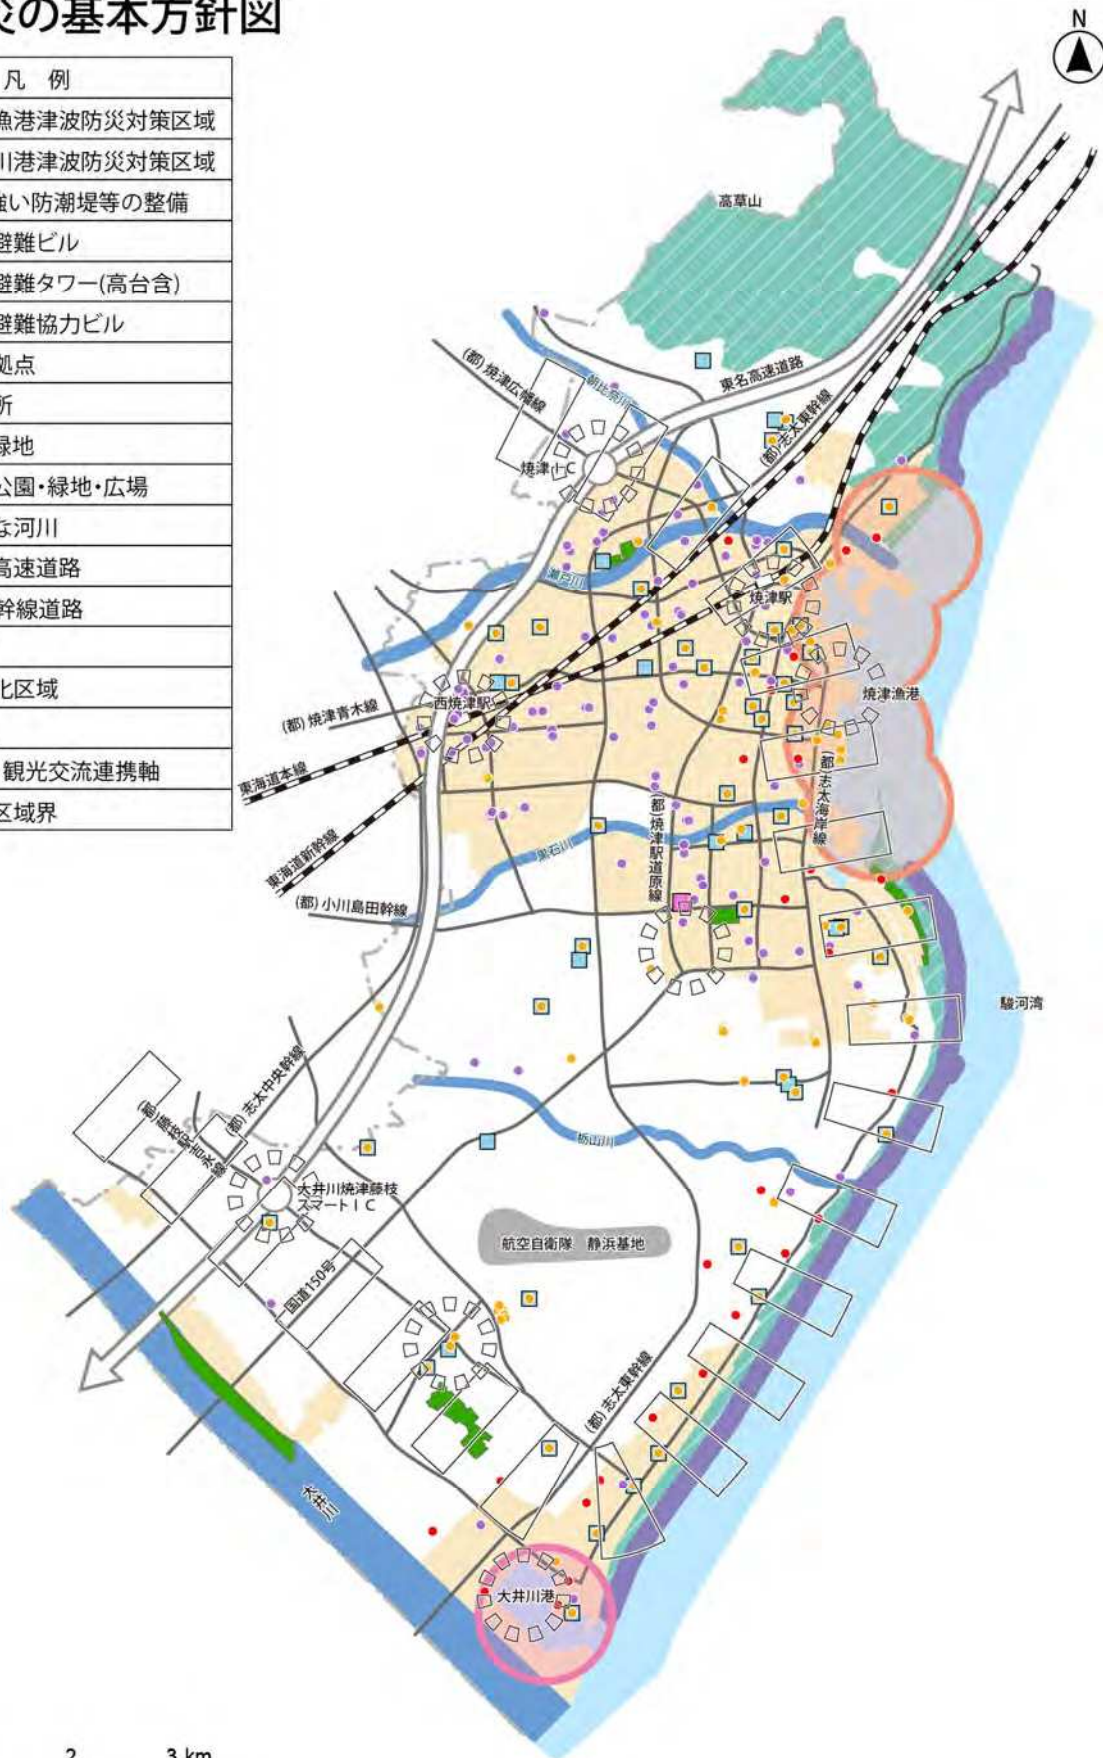 災の基本方針図
凡 例
漁港津波防災対策区域
川港津波防災対策区域
強い防潮堤等の整備
避難ビル
避難タワー(高台含)
避難協力ビル
拠点
所
緑地
公園・緑地・広場
な河川
高速道路
幹線道路
化区域
観光交流連携軸
区域界
N
高草山
(都)焼津広幡線
朝比奈川
東名高速道路
(都)志太東幹線
焼津IC
瀬戸川
焼津駅
西焼津駅
焼津漁港
(都)焼津青木線
東海道本線
(都)志太海岸線
(都)焼津駅道原線
東海道新幹線
黒石川
(都)小川島田幹線
駿河湾
(都)志太中央幹線
(都)藤枝駅吉永線
栃山川
大井川焼津藤枝
スマートIC
航空自衛隊 静浜基地
国道150号
(都)志太東幹線
大井川
大井川港
2 3 km